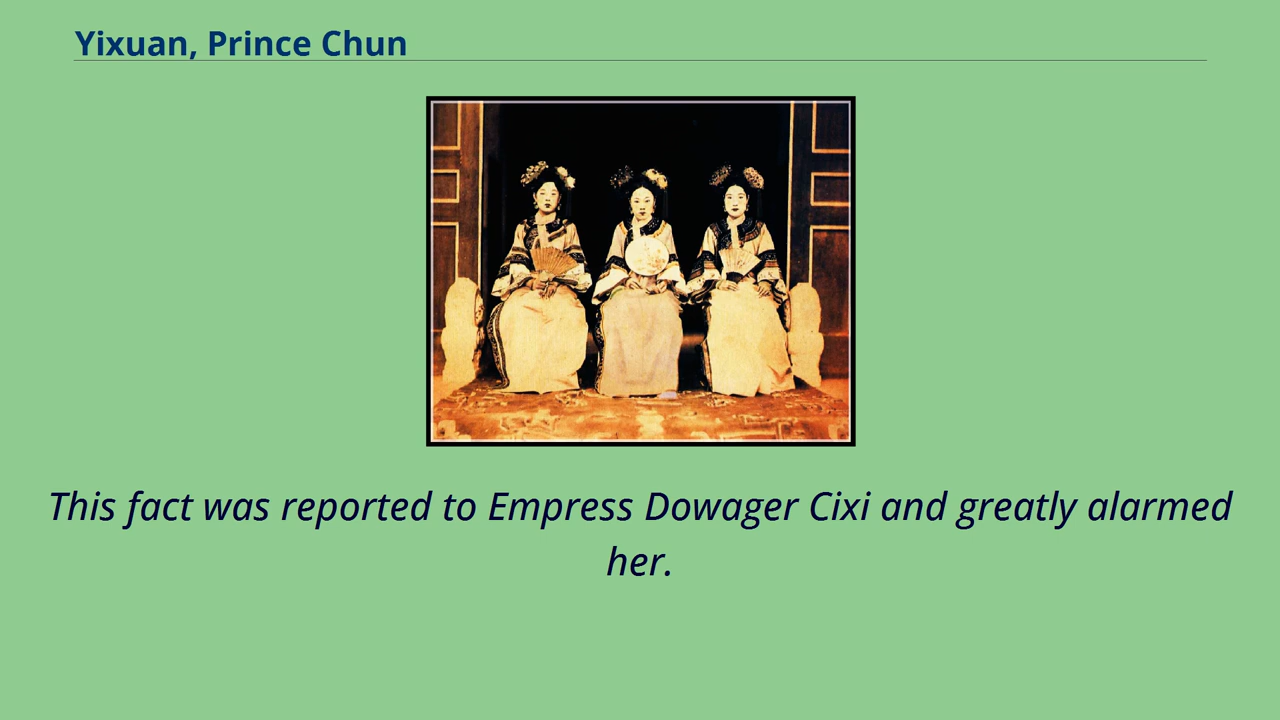 Yixuan, Prince Chun
This fact was reported to Empress Dowager Cixi and greatly alarmed
her.